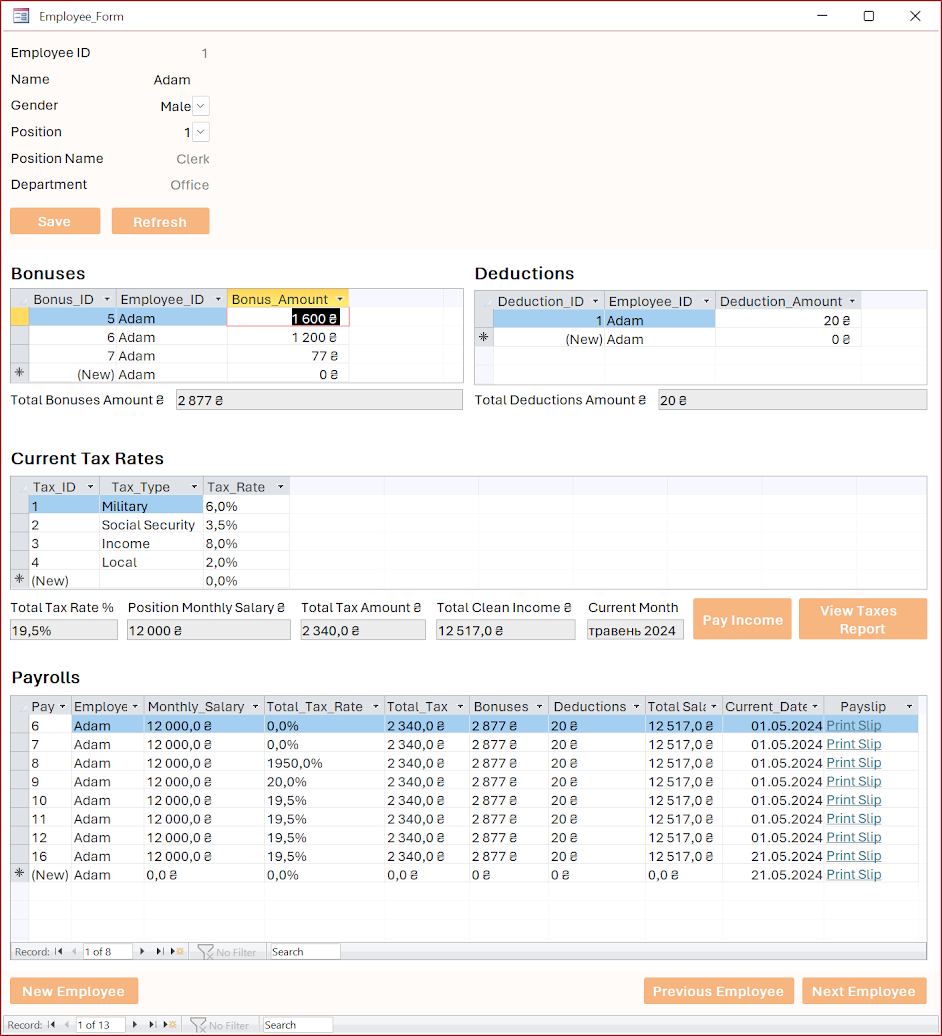 Employee_Form
Employee ID 1
Name Adam
Gender Male
Position 1
Position Name Clerk
Department Office
Save Refresh
Bonuses
Bonus_ID Employee_ID Bonus_Amount
5 Adam 1 600 ₴
6 Adam 1 200 ₴
7 Adam 77 ₴
(New) Adam 0 ₴
Total Bonuses Amount ₴ 2 877 ₴
Deductions
Deduction_ID Employee_ID Deduction_Amount
1 Adam 20 ₴
(New) Adam 0 ₴
Total Deductions Amount ₴ 20 ₴
Current Tax Rates
Tax_ID Tax_Type Tax_Rate
1 Military 6,0%
2 Social Security 3,5%
3 Income 8,0%
4 Local 2,0%
(New) 0,0%
Total Tax Rate % Position Monthly Salary ₴ Total Tax Amount ₴ Total Clean Income ₴ Current Month
19,5% 12 000 ₴ 2 340,0 ₴ 12 517,0 ₴ травень 2024
Pay Income
View Taxes
Report
Payrolls
Pay Employe Monthly_Salary Total_Tax_Rate Total_Tax Bonuses Deductions Total Sala Current_Date Payslip
6 Adam 12 000,0 ₴ 0,0% 2 340,0 ₴ 2 877 ₴ 20 ₴ 12 517,0 ₴ 01.05.2024 Print Slip
7 Adam 12 000,0 ₴ 0,0% 2 340,0 ₴ 2 877 ₴ 20 ₴ 12 517,0 ₴ 01.05.2024 Print Slip
8 Adam 12 000,0 ₴ 1950,0% 2 340,0 ₴ 2 877 ₴ 20 ₴ 12 517,0 ₴ 01.05.2024 Print Slip
9 Adam 12 000,0 ₴ 20,0% 2 340,0 ₴ 2 877 ₴ 20 ₴ 12 517,0 ₴ 01.05.2024 Print Slip
10 Adam 12 000,0 ₴ 19,5% 2 340,0 ₴ 2 877 ₴ 20 ₴ 12 517,0 ₴ 01.05.2024 Print Slip
11 Adam 12 000,0 ₴ 19,5% 2 340,0 ₴ 2 877 ₴ 20 ₴ 12 517,0 ₴ 01.05.2024 Print Slip
12 Adam 12 000,0 ₴ 19,5% 2 340,0 ₴ 2 877 ₴ 20 ₴ 12 517,0 ₴ 01.05.2024 Print Slip
16 Adam 12 000,0 ₴ 19,5% 2 340,0 ₴ 2 877 ₴ 20 ₴ 12 517,0 ₴ 21.05.2024 Print Slip
(New) Adam 0,0 ₴ 0,0% 0,0 ₴ 0 ₴ 0 ₴ 0,0 ₴ 21.05.2024 Print Slip
Record: 1 of 8 No Filter Search
New Employee Previous Employee Next Employee
Record: 1 of 13 No Filter Search